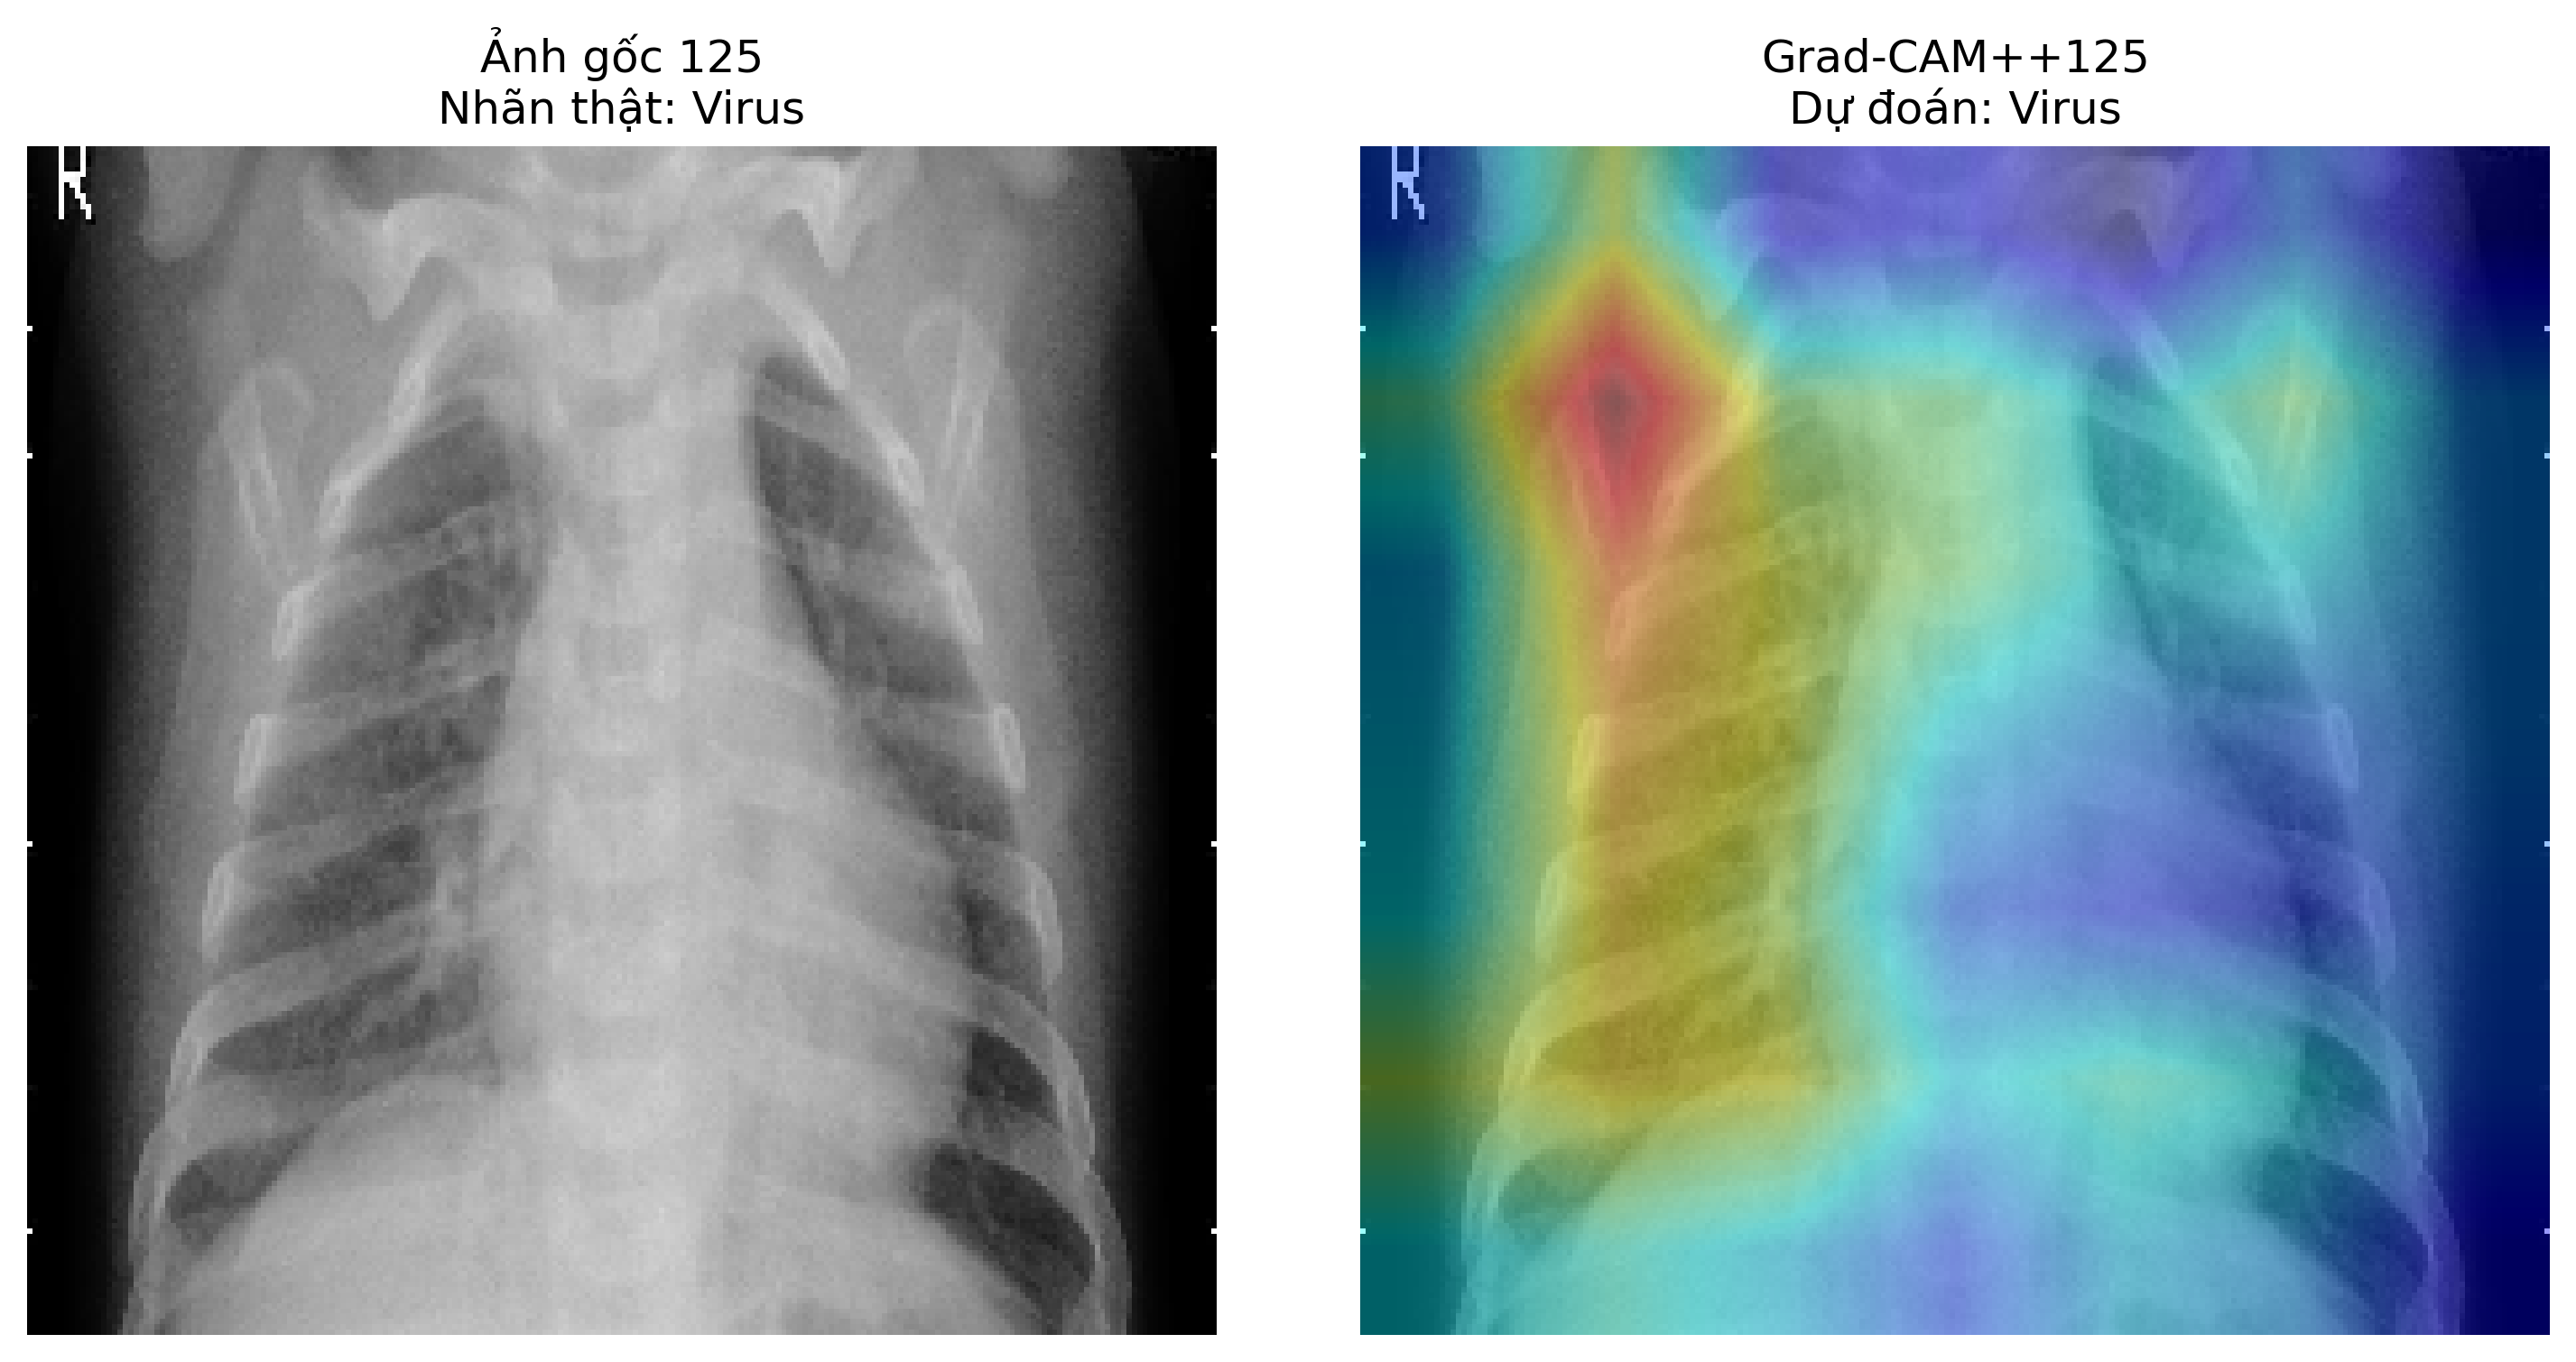 Ảnh gốc 125
Nhãn thật: Virus
Grad-CAM++125
Dự đoán: Virus
R
R